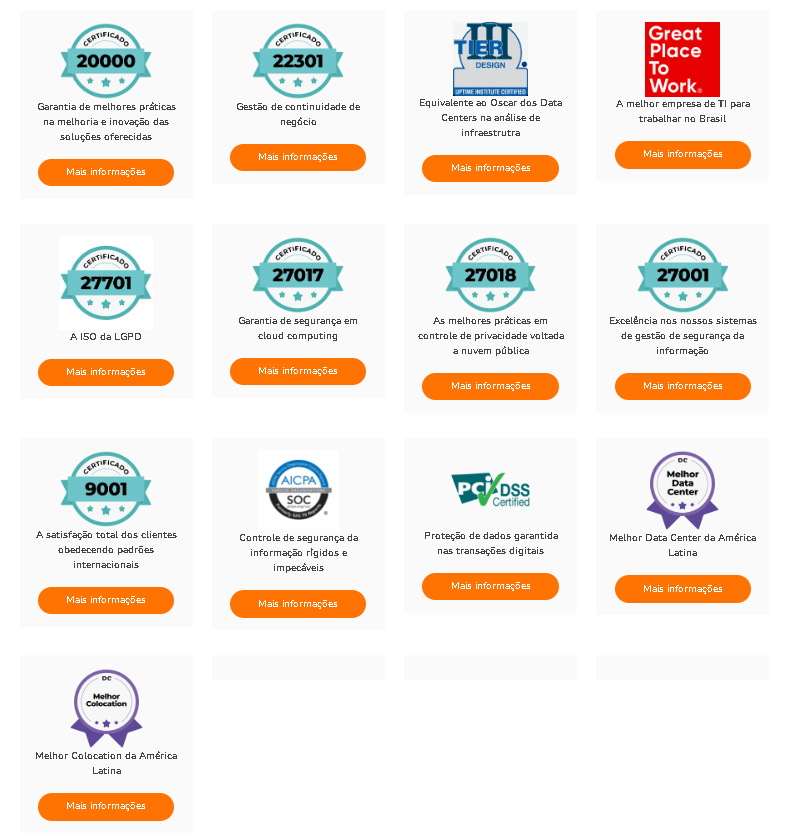 CERTIFICADO
20000
Garantia de melhores práticas
na melhoria e inovação das
soluções oferecidas
Mais informações
CERTIFICADO
22301
Gestão de continuidade de
negócio
Mais informações
III
TIER
DESIGN
UPTIME INSTITUTE CERTIFIED
Equivalente ao Oscar dos Data
Centers na análise de
infraestrutra
Mais informações
Great
Place
To
Work®
A melhor empresa de TI para
trabalhar no Brasil
Mais informações
CERTIFICADO
27701
A ISO da LGPD
Mais informações
CERTIFICADO
27017
Garantia de segurança em
cloud computing
Mais informações
CERTIFICADO
27018
As melhores práticas em
controle de privacidade voltada
a nuvem pública
Mais informações
CERTIFICADO
27001
Excelência nos nossos sistemas
de gestão de segurança da
informação
Mais informações
CERTIFICADO
9001
A satisfação total dos clientes
obedecendo padrões
internacionais
Mais informações
AICPA
SOC
Controle de segurança da
informação rígidos e
impecáveis
Mais informações
PCI DSS
Certified
Proteção de dados garantida
nas transações digitais
Mais informações
DC
Melhor
Data
Center
Melhor Data Center da América
Latina
Mais informações
DC
Melhor
Colocation
Melhor Colocation da América
Latina
Mais informações